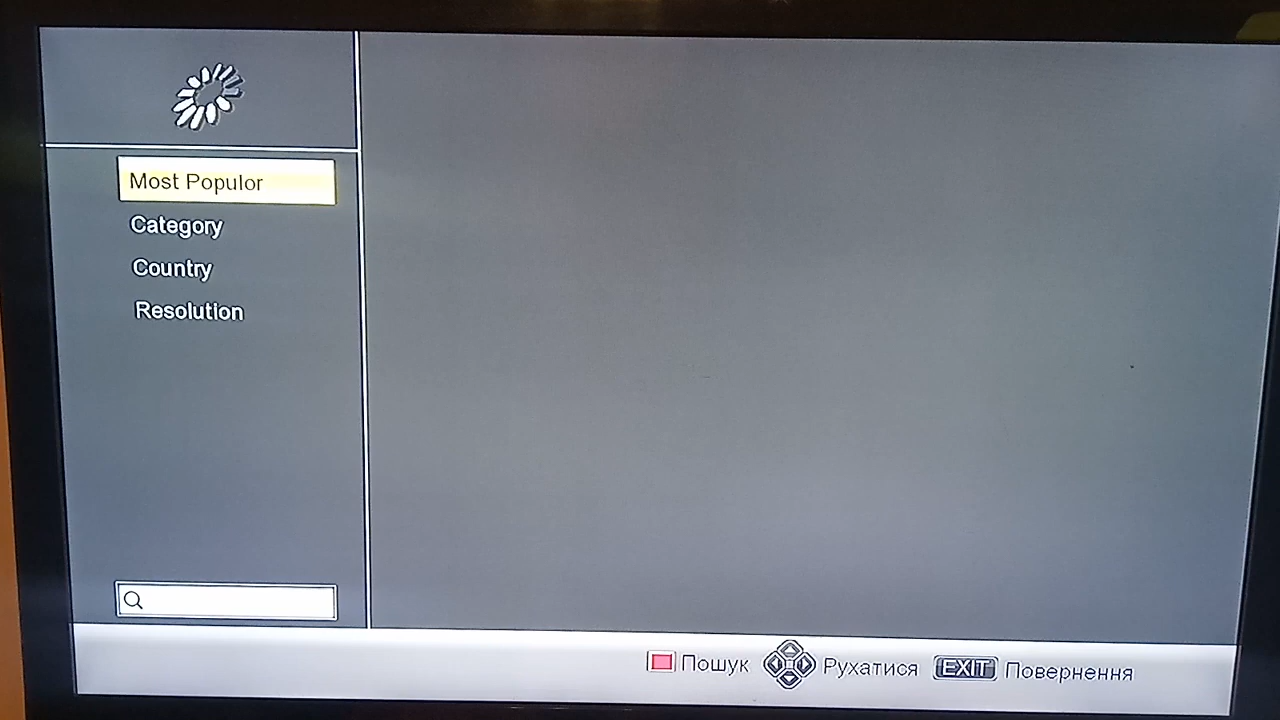 Most Populor
Category
Country
Resolution
Пошук Рухатися EXIT Повернення